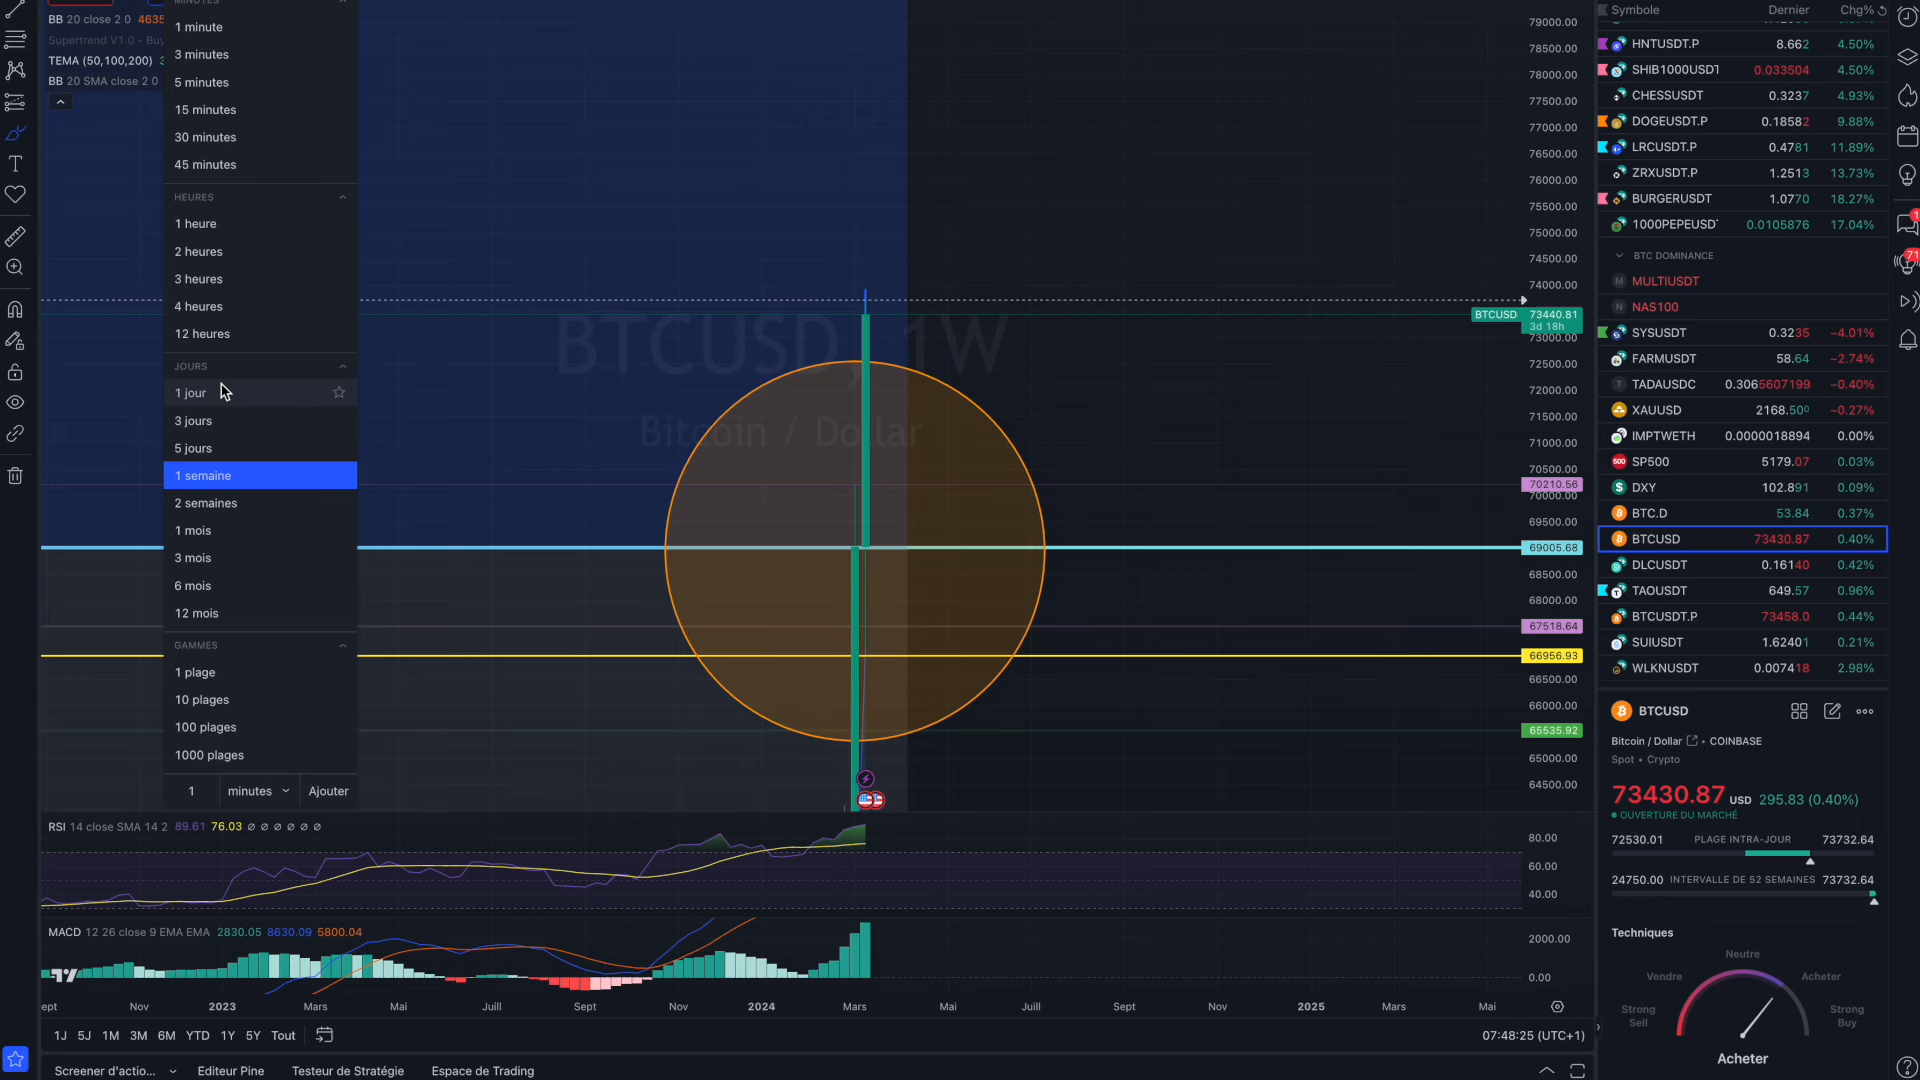 BB 20 close 2 0 4635
Supertrend V1.0 - Buy
TEMA (50,100,200) 3
BB 20 SMA close 2 0
MINUTES
1 minute
3 minutes
5 minutes
15 minutes
30 minutes
45 minutes
HEURES
1 heure
2 heures
3 heures
4 heures
12 heures
JOURS
1 jour
3 jours
5 jours
1 semaine
2 semaines
1 mois
3 mois
6 mois
12 mois
GAMMES
1 plage
10 plages
100 plages
1000 plages
1 minutes Ajouter
BTCUSD, 1W
Bitcoin / Dollar
79000.00
78500.00
78000.00
77500.00
77000.00
76500.00
76000.00
75500.00
75000.00
74500.00
74000.00
BTCUSD 73440.81
3d 18h
73000.00
72500.00
72000.00
71500.00
71000.00
70500.00
70210.56
70000.00
69500.00
69005.68
68500.00
68000.00
67518.64
66956.93
66500.00
66000.00
65535.92
65000.00
64500.00
RSI 14 close SMA 14 2 89.61 76.03 ∅ ∅ ∅ ∅ ∅ ∅
80.00
60.00
40.00
MACD 12 26 close 9 EMA EMA 2830.05 8630.09 5800.04
2000.00
0.00
ept Nov 2023 Mars Mai Juill Sept Nov 2024 Mars Mai Juill Sept Nov 2025 Mars Mai
1J 5J 1M 3M 6M YTD 1Y 5Y Tout
07:48:25 (UTC+1)
Screener d'actio... Editeur Pine Testeur de Stratégie Espace de Trading
Symbole Dernier Chg%
HNTUSDT.P 8.662 4.50%
SHIB1000USDT 0.033504 4.50%
CHESSUSDT 0.3237 4.93%
DOGEUSDT.P 0.18582 9.88%
LRCUSDT.P 0.4781 11.89%
ZRXUSDT.P 1.2513 13.73%
BURGERUSDT 1.0770 18.27%
1000PEPEUSD 0.0105876 17.04%
BTC DOMINANCE
M MULTIUSDT
N NAS100
SYSUSDT 0.3235 −4.01%
FARMUSDT 58.64 −2.74%
T TADAUSDC 0.3065607199 −0.40%
XAUUSD 2168.500 −0.27%
IMPTWETH 0.0000018894 0.00%
500 SP500 5179.07 0.03%
$ DXY 102.891 0.09%
BTC.D 53.84 0.37%
BTCUSD 73430.87 0.40%
DLCUSDT 0.16140 0.42%
TAOUSDT 649.57 0.96%
BTCUSDT.P 73458.0 0.44%
SUIUSDT 1.62401 0.21%
WLKNUSDT 0.007418 2.98%
BTCUSD
Bitcoin / Dollar • COINBASE
Spot • Crypto
73430.87 USD 295.83 (0.40%)
OUVERTURE DU MARCHÉ
72530.01 PLAGE INTRA-JOUR 73732.64
24750.00 INTERVALLE DE 52 SEMAINES 73732.64
Techniques
Neutre
Vendre Acheter
Strong Sell
Strong Buy
Acheter
1
71